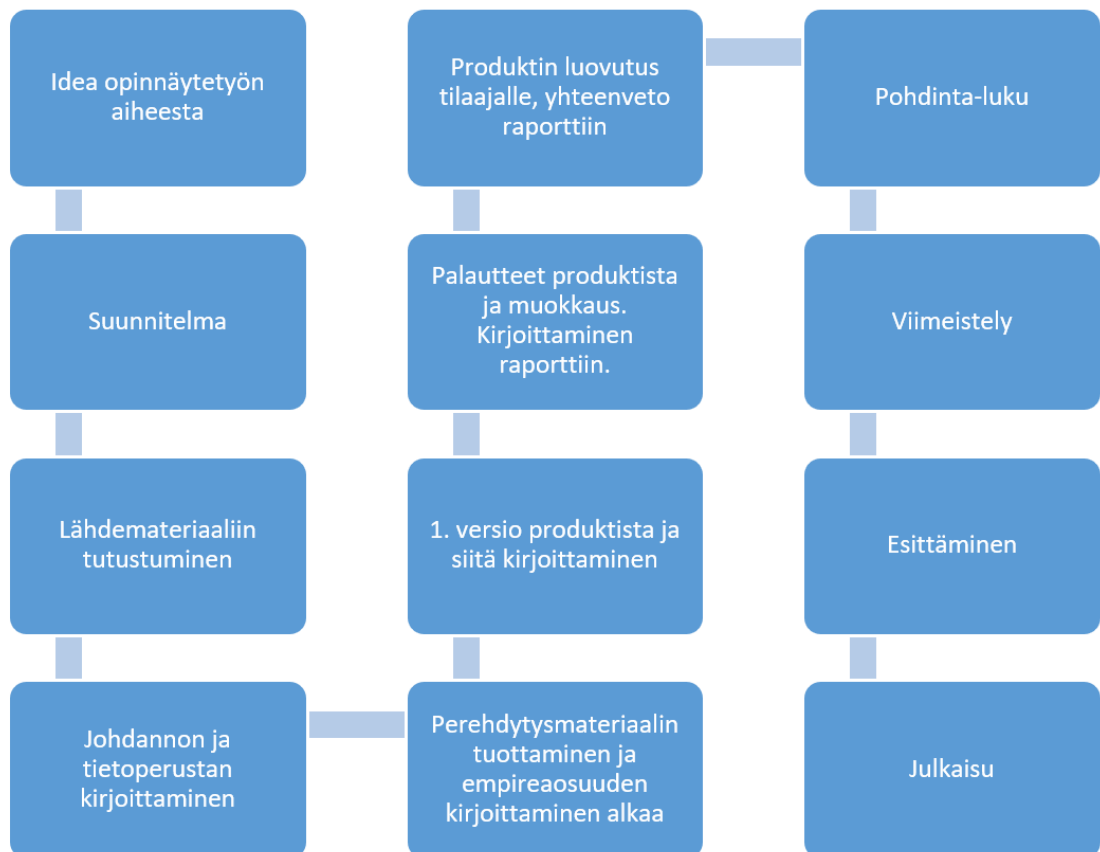 Idea opinnäytetyön
aiheesta
Suunnitelma
Lähdemateriaaliin
tutustuminen
Johdannon ja
tietoperustan
kirjoittaminen
Perehdytysmateriaalin
tuottaminen ja
empireaosuuden
kirjoittaminen alkaa
1. versio produktista ja
siitä kirjoittaminen
Palautteet produktista
ja muokkaus.
Kirjoittaminen
raporttiin.
Produktin luovutus
tilaajalle, yhteenveto
raporttiin
Pohdinta-luku
Viimeistely
Esittäminen
Julkaisu